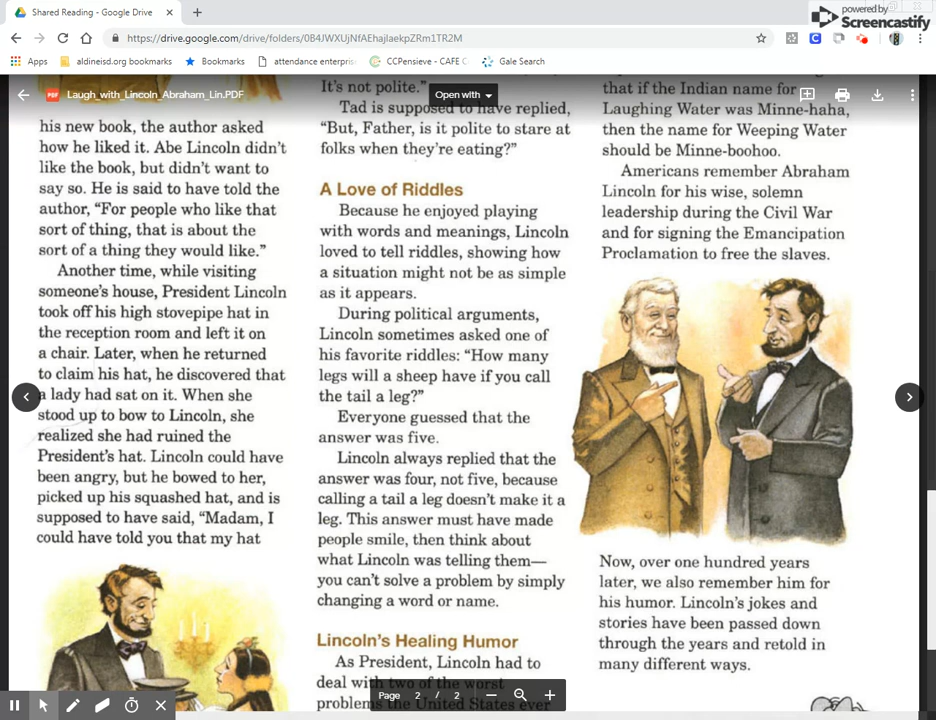 Shared Reading - Google Drive
powered by
Screencastify
https://drive.google.com/drive/folders/0B4JWXUjNfAEhajlaekpZRm1TR2M
Apps
aldineisd.org bookmarks
Bookmarks
attendance enterpri
CCPensieve - CAFE C
Gale Search
Laugh_with_Lincoln_Abraham_Lin.PDF
Open with
his new book, the author asked
how he liked it. Abe Lincoln didn't
like the book, but didn't want to
say so. He is said to have told the
author, “For people who like that
sort of thing, that is about the
sort of a thing they would like.”
Another time, while visiting
someone's house, President Lincoln
took off his high stovepipe hat in
the reception room and left it on
a chair. Later, when he returned
to claim his hat, he discovered that
a lady had sat on it. When she
stood up to bow to Lincoln, she
realized she had ruined the
President's hat. Lincoln could have
been angry, but he bowed to her,
picked up his squashed hat, and is
supposed to have said, “Madam, I
could have told you that my hat
It's not polite.”
Tad is supposed to have replied,
“But, Father, is it polite to stare at
folks when they're eating?”
A Love of Riddles
Because he enjoyed playing
with words and meanings, Lincoln
loved to tell riddles, showing how
a situation might not be as simple
as it appears.
During political arguments,
Lincoln sometimes asked one of
his favorite riddles: “How many
legs will a sheep have if you call
the tail a leg?”
Everyone guessed that the
answer was five.
Lincoln always replied that the
answer was four, not five, because
calling a tail a leg doesn't make it a
leg. This answer must have made
people smile, then think about
what Lincoln was telling them—
you can't solve a problem by simply
changing a word or name.
Lincoln's Healing Humor
As President, Lincoln had to
deal with two of the worst
problems the United States ever
that if the Indian name for
Laughing Water was Minne-haha,
then the name for Weeping Water
should be Minne-boohoo.
Americans remember Abraham
Lincoln for his wise, solemn
leadership during the Civil War
and for signing the Emancipation
Proclamation to free the slaves.
Now, over one hundred years
later, we also remember him for
his humor. Lincoln's jokes and
stories have been passed down
through the years and retold in
many different ways.
Page 2 / 2